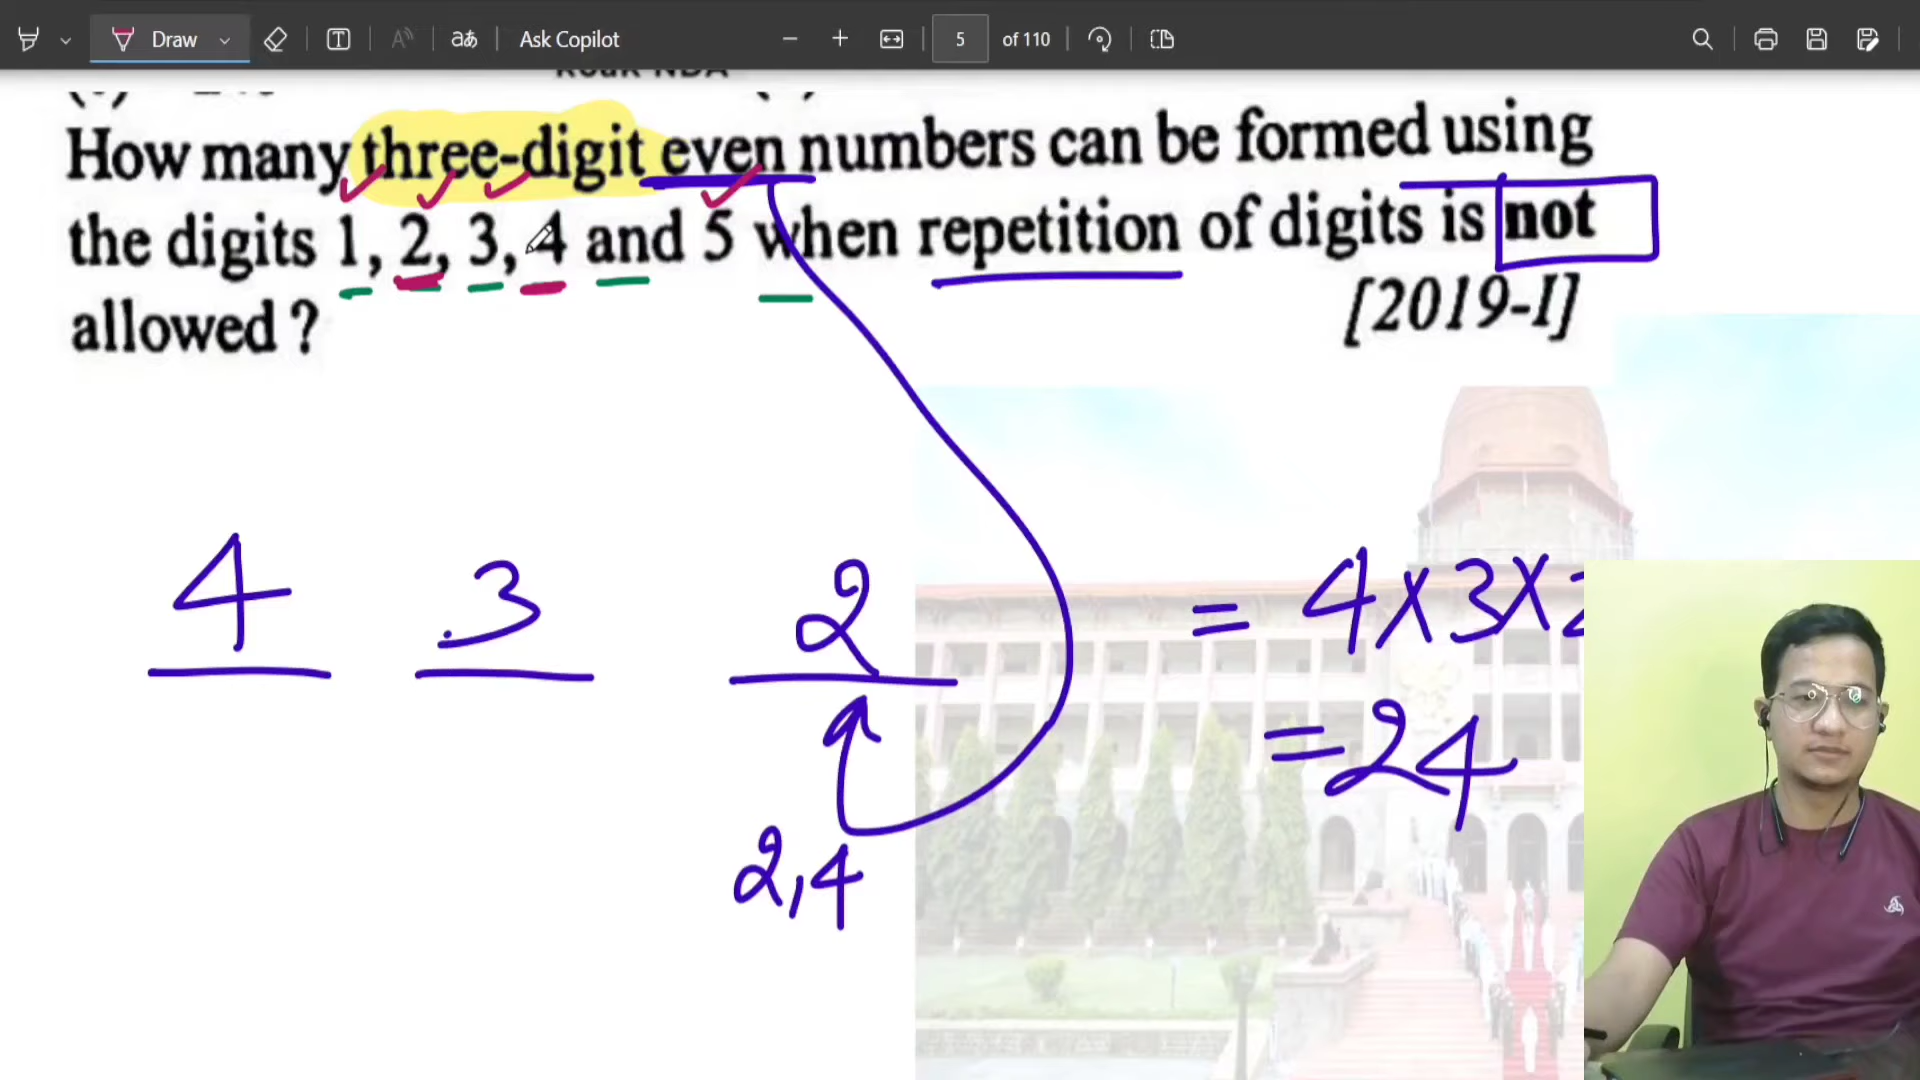 Draw aあ Ask Copilot 5 of 110
How many three-digit even numbers can be formed using
the digits 1, 2, 3, 4 and 5 when repetition of digits is not
allowed ?
[2019-I]
4 3 2 = 4×3×2
= 24
2,4